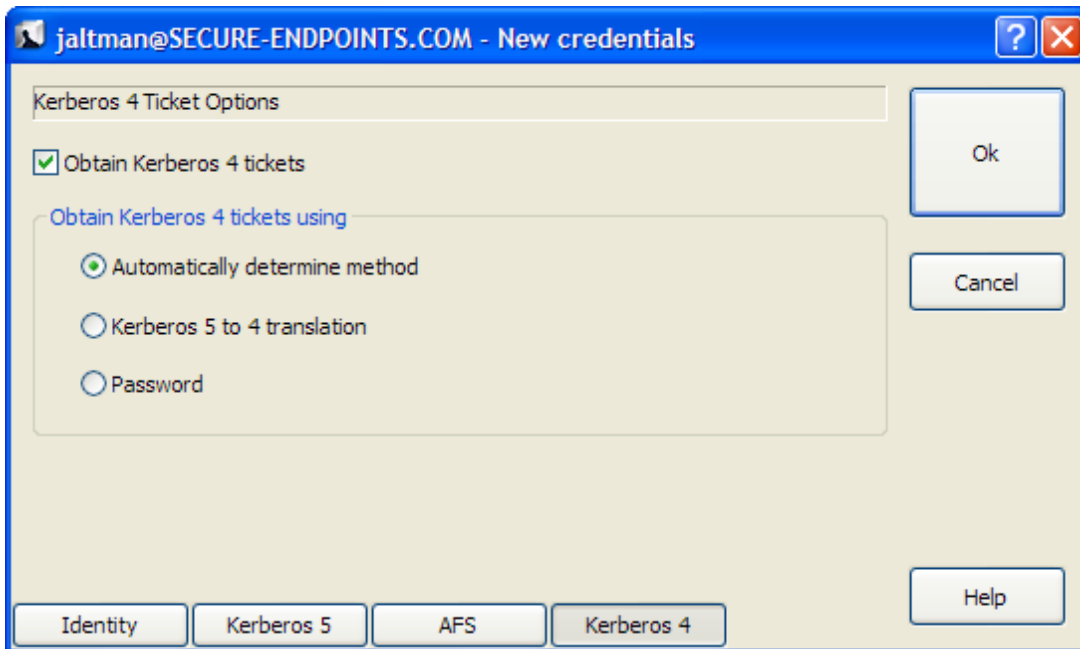 jaltman@SECURE-ENDPOINTS.COM - New credentials
?
Kerberos 4 Ticket Options
Obtain Kerberos 4 tickets
Obtain Kerberos 4 tickets using
Automatically determine method
Kerberos 5 to 4 translation
Password
Ok
Cancel
Help
Identity
Kerberos 5
AFS
Kerberos 4